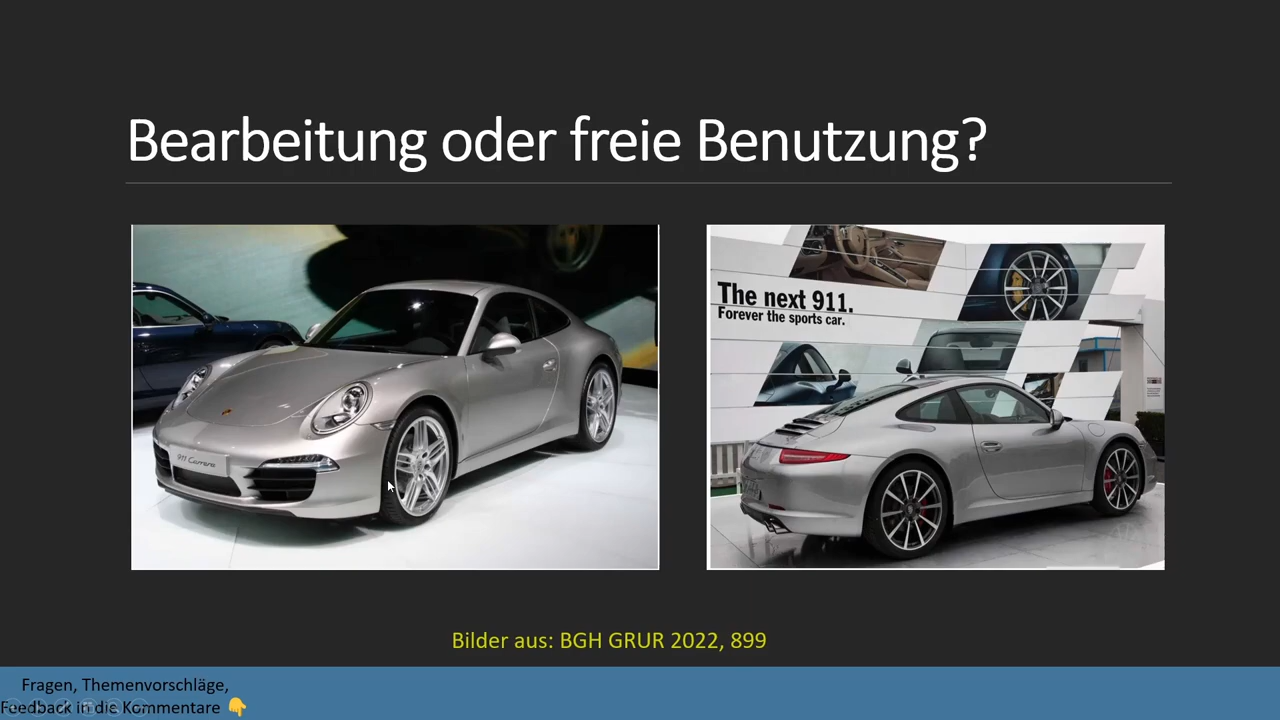 Bearbeitung oder freie Benutzung?
911 Carrera
The next 911.
Forever the sports car.
Bilder aus: BGH GRUR 2022, 899
Fragen, Themenvorschläge,
Feedback in die Kommentare 👇